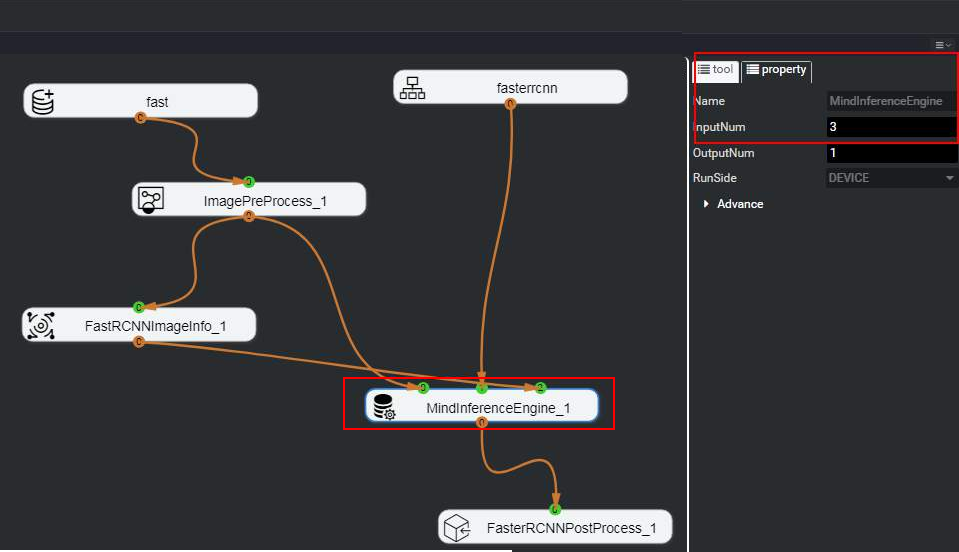 tool property
fast
fasterrcnn
Name MindInferenceEngine
InputNum 3
OutputNum 1
RunSide DEVICE
Advance
ImagePreProcess_1
FastRCNNImageInfo_1
MindInferenceEngine_1
FasterRCNNPostProcess_1